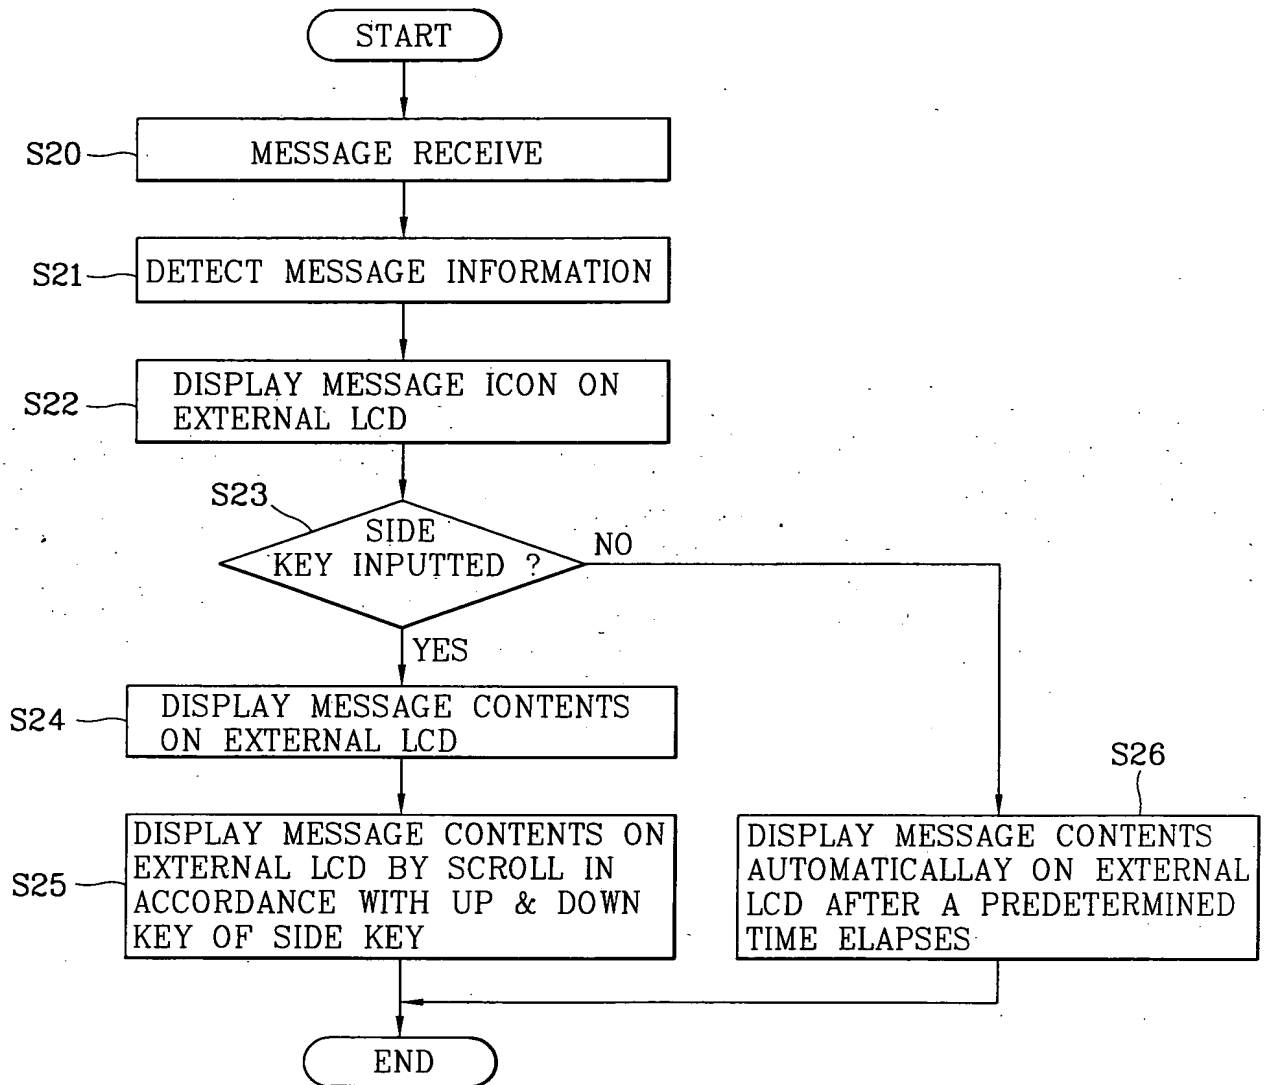 START
S20
MESSAGE RECEIVE
S21
DETECT MESSAGE INFORMATION
S22
DISPLAY MESSAGE ICON ON
EXTERNAL LCD
S23
SIDE
KEY INPUTTED ?
NO
YES
S24
DISPLAY MESSAGE CONTENTS
ON EXTERNAL LCD
S25
DISPLAY MESSAGE CONTENTS ON
EXTERNAL LCD BY SCROLL IN
ACCORDANCE WITH UP & DOWN
KEY OF SIDE KEY
S26
DISPLAY MESSAGE CONTENTS
AUTOMATICALLAY ON EXTERNAL
LCD AFTER A PREDETERMINED
TIME ELAPSES
END